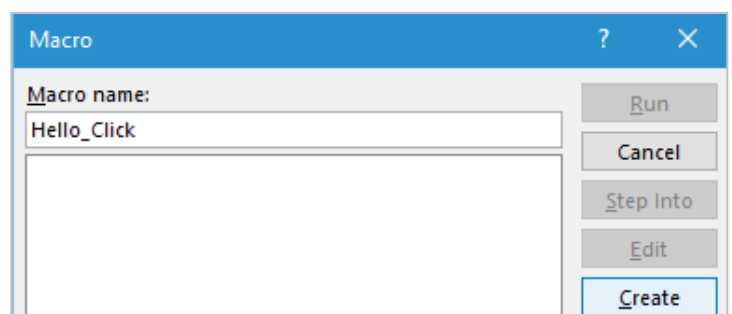 Macro ? ×
Macro name:
Run
Hello_Click
Cancel
Step Into
Edit
Create